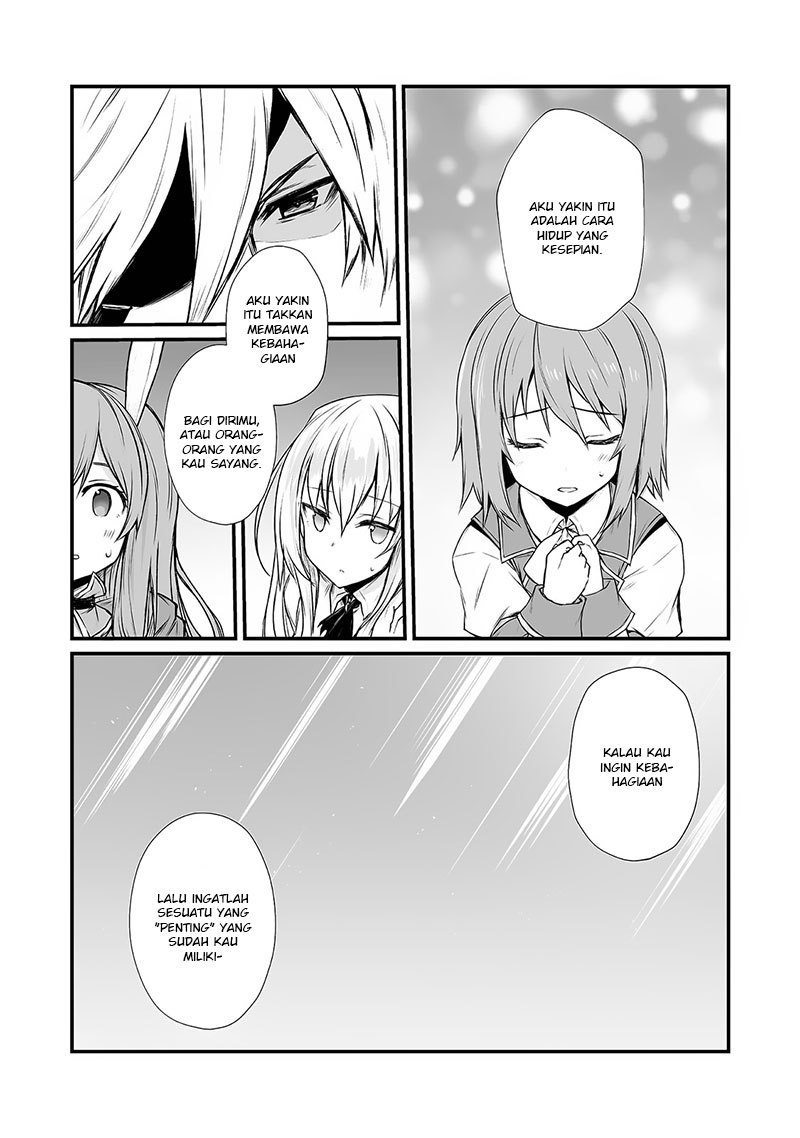 AKU YAKIN ITU
ADALAH CARA
HIDUP YANG
KESEPIAN.
AKU YAKIN
ITU TAKKAN
MEMBAWA
KEBAHA-
GIAAN
BAGI DIRIMU,
ATAU ORANG-
ORANG YANG
KAU SAYANG.
KALAU KAU
INGIN KEBA-
HAGIAAN
LALU INGATLAH
SESUATU YANG
"PENTING" YANG
SUDAH KAU
MILIKI-